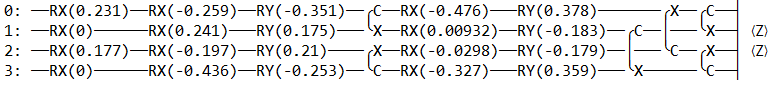 0: ──RX(0.231)──RX(-0.259)──RY(-0.351)─╭C──RX(-0.476)───RY(0.378)──────╭X─╭C──┤
1: ──RX(0)──────RX(0.241)───RY(0.175)──╰X──RX(0.00932)──RY(-0.183)─╭C──│──╰X──┤ ⟨Z⟩
2: ──RX(0.177)──RX(-0.197)──RY(0.21)───╭X──RX(-0.0298)──RY(-0.179)─│───╰C─╭X──┤ ⟨Z⟩
3: ──RX(0)──────RX(-0.436)──RY(-0.253)─╰C──RX(-0.327)───RY(0.359)──╰X─────╰C──┤